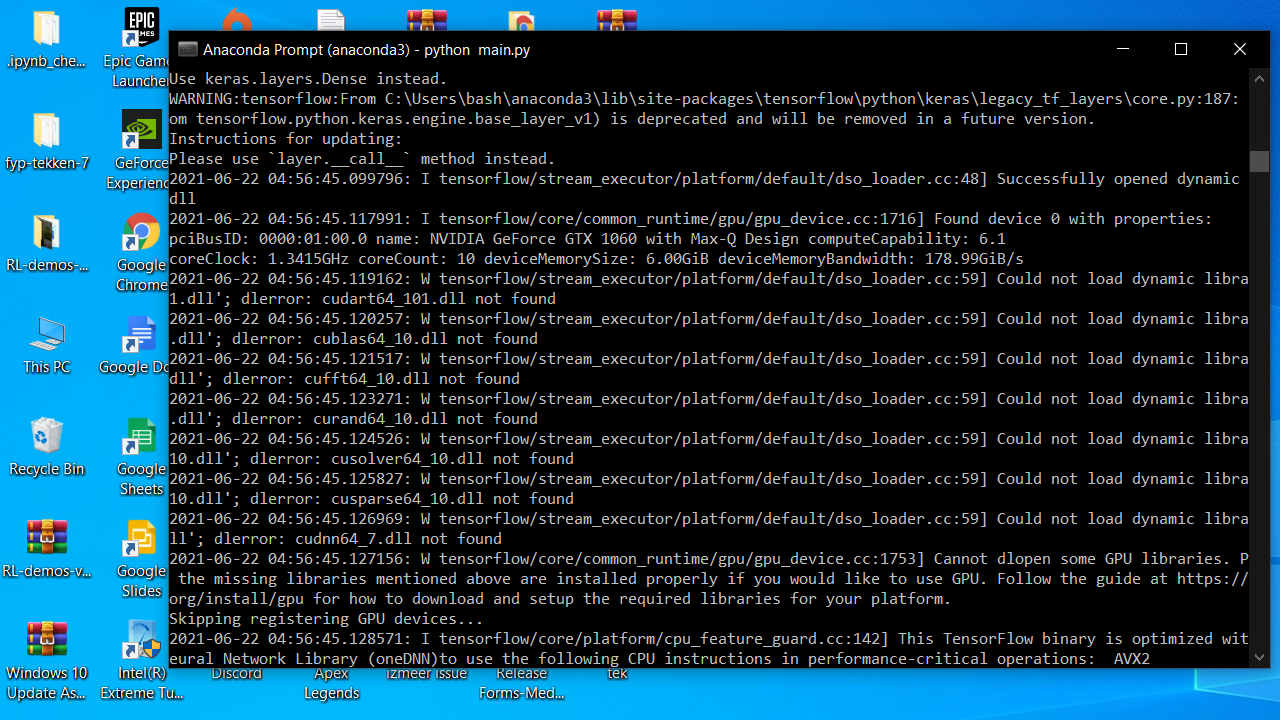 Anaconda Prompt (anaconda3) - python  main.py
Use keras.layers.Dense instead.
WARNING:tensorflow:From C:\Users\bash\anaconda3\lib\site-packages\tensorflow\python\keras\legacy_tf_layers\core.py:187:
om tensorflow.python.keras.engine.base_layer_v1) is deprecated and will be removed in a future version.
Instructions for updating:
Please use `layer.__call__` method instead.
2021-06-22 04:56:45.099796: I tensorflow/stream_executor/platform/default/dso_loader.cc:48] Successfully opened dynamic
dll
2021-06-22 04:56:45.117991: I tensorflow/core/common_runtime/gpu/gpu_device.cc:1716] Found device 0 with properties:
pciBusID: 0000:01:00.0 name: NVIDIA GeForce GTX 1060 with Max-Q Design computeCapability: 6.1
coreClock: 1.3415GHz coreCount: 10 deviceMemorySize: 6.00GiB deviceMemoryBandwidth: 178.99GiB/s
2021-06-22 04:56:45.119162: W tensorflow/stream_executor/platform/default/dso_loader.cc:59] Could not load dynamic libra
1.dll'; dlerror: cudart64_101.dll not found
2021-06-22 04:56:45.120257: W tensorflow/stream_executor/platform/default/dso_loader.cc:59] Could not load dynamic libra
.dll'; dlerror: cublas64_10.dll not found
2021-06-22 04:56:45.121517: W tensorflow/stream_executor/platform/default/dso_loader.cc:59] Could not load dynamic libra
dll'; dlerror: cufft64_10.dll not found
2021-06-22 04:56:45.123271: W tensorflow/stream_executor/platform/default/dso_loader.cc:59] Could not load dynamic libra
.dll'; dlerror: curand64_10.dll not found
2021-06-22 04:56:45.124526: W tensorflow/stream_executor/platform/default/dso_loader.cc:59] Could not load dynamic libra
10.dll'; dlerror: cusolver64_10.dll not found
2021-06-22 04:56:45.125827: W tensorflow/stream_executor/platform/default/dso_loader.cc:59] Could not load dynamic libra
10.dll'; dlerror: cusparse64_10.dll not found
2021-06-22 04:56:45.126969: W tensorflow/stream_executor/platform/default/dso_loader.cc:59] Could not load dynamic libra
ll'; dlerror: cudnn64_7.dll not found
2021-06-22 04:56:45.127156: W tensorflow/core/common_runtime/gpu/gpu_device.cc:1753] Cannot dlopen some GPU libraries. P
 the missing libraries mentioned above are installed properly if you would like to use GPU. Follow the guide at https://
org/install/gpu for how to download and setup the required libraries for your platform.
Skipping registering GPU devices...
2021-06-22 04:56:45.128571: I tensorflow/core/platform/cpu_feature_guard.cc:142] This TensorFlow binary is optimized wit
eural Network Library (oneDNN)to use the following CPU instructions in performance-critical operations:  AVX2
.ipynb_che...
EPIC
GAMES
Epic Game
Launcher
fyp-tekken-7
GeForce
Experienc
RL-demos-...
Google
Chrome
This PC
Google Do
Recycle Bin
Google
Sheets
RL-demos-v...
Google
Slides
Windows 10
Update As...
Intel(R)
Extreme Tu...
Discord
Apex
Legends
izmeer issue
Release
Forms-Med...
tek